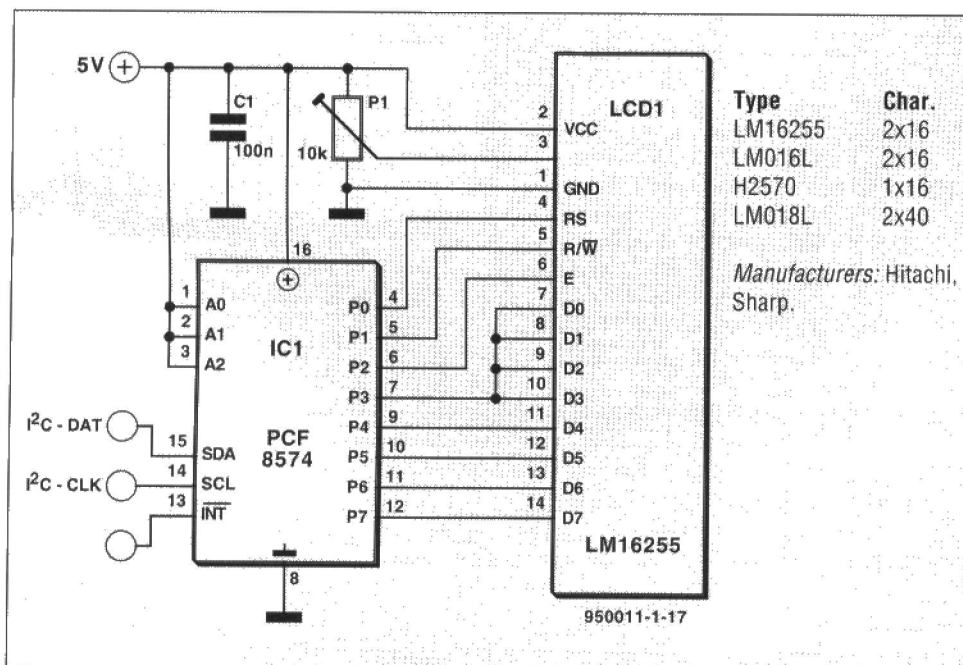 5V
C1
100n
P1
10k
LCD1
2 VCC
3
1 GND
4 RS
5 R/W̅
6 E
7 D0
8 D1
9 D2
10 D3
11 D4
12 D5
13 D6
14 D7
LM16255
950011-1-17
16
1 A0
2 A1
3 A2
IC1
PCF
8574
P0 4
P1 5
P2 6
P3 7
P4 9
P5 10
P6 11
P7 12
I²C - DAT
15 SDA
I²C - CLK
14 SCL
13 I̅N̅T̅
8
Type Char.
LM16255 2x16
LM016L 2x16
H2570 1x16
LM018L 2x40
Manufacturers: Hitachi,
Sharp.